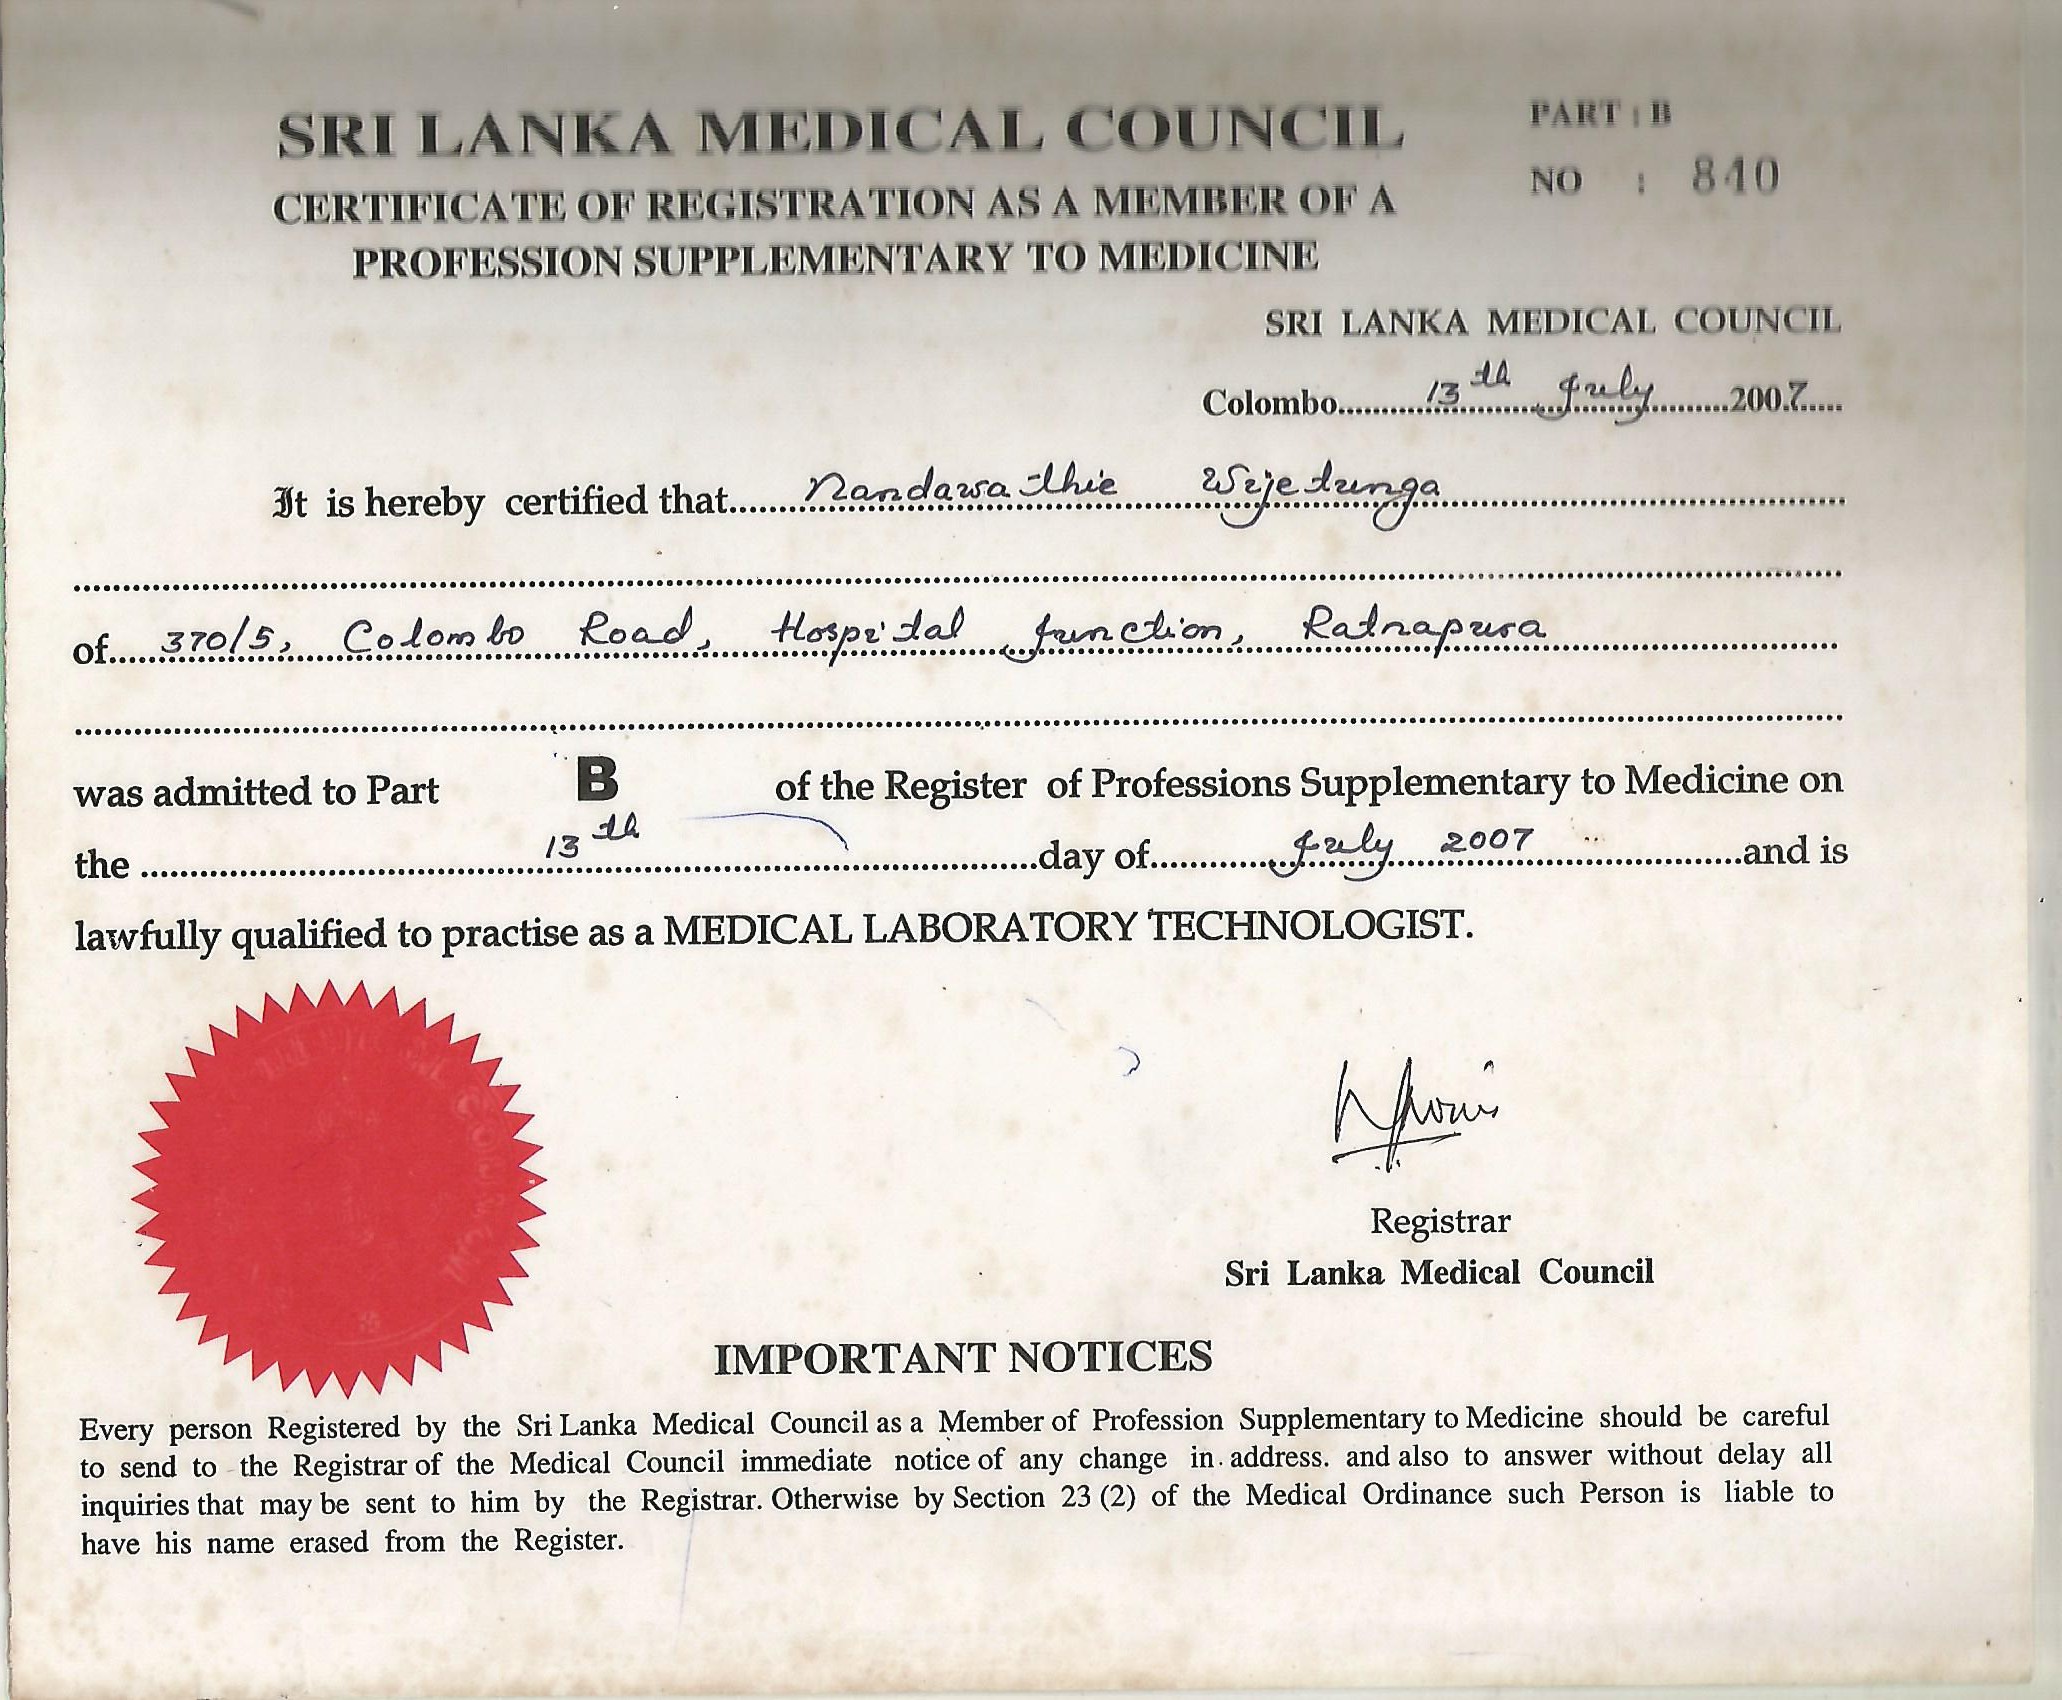 SRI LANKA MEDICAL COUNCIL
PART : B
NO : 840
CERTIFICATE OF REGISTRATION AS A MEMBER OF A
PROFESSION SUPPLEMENTARY TO MEDICINE
SRI LANKA MEDICAL COUNCIL
Colombo..........13th July........2007.....
It is hereby certified that.......Nandawathie Wijetunga...............
of.....370/5, Colombo Road, Hospital Junction, Ratnapura...............
was admitted to Part B of the Register of Professions Supplementary to Medicine on
the ...............13th...............day of..........July 2007...............and is
lawfully qualified to practise as a MEDICAL LABORATORY TECHNOLOGIST.
Registrar
Sri Lanka Medical Council
IMPORTANT NOTICES
Every person Registered by the Sri Lanka Medical Council as a Member of Profession Supplementary to Medicine should be careful
to send to the Registrar of the Medical Council immediate notice of any change in. address. and also to answer without delay all
inquiries that may be sent to him by the Registrar. Otherwise by Section 23 (2) of the Medical Ordinance such Person is liable to
have his name erased from the Register.